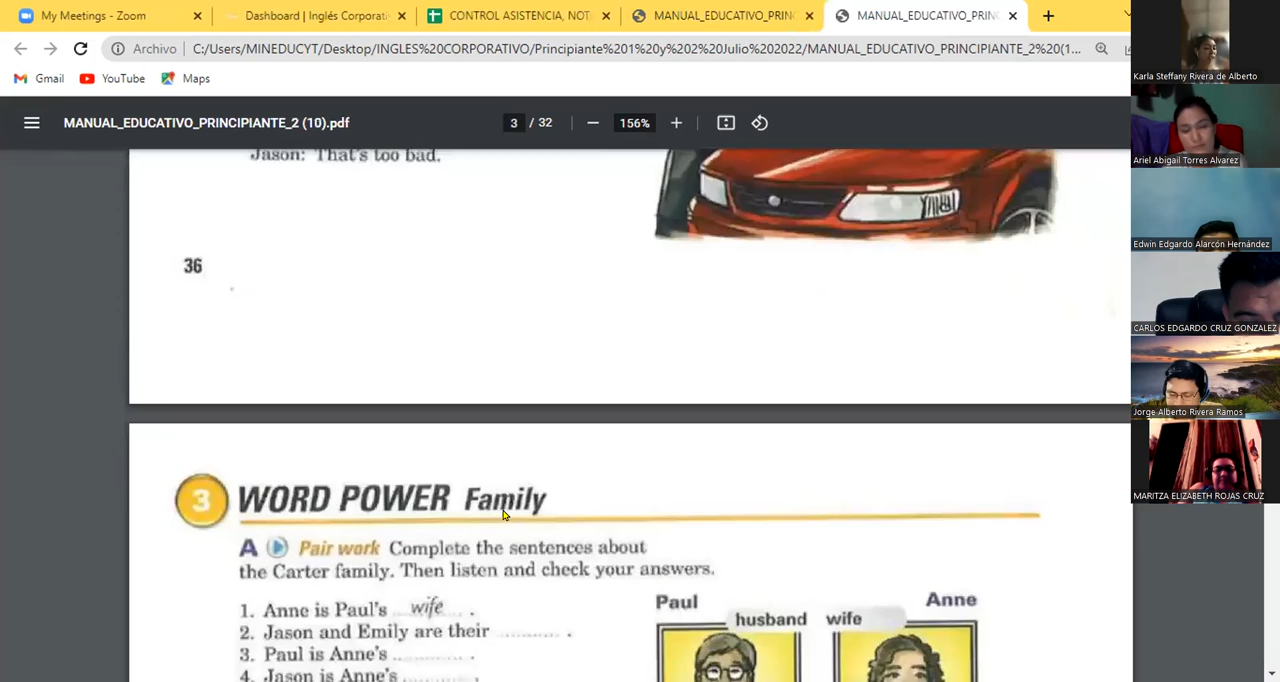 My Meetings - Zoom
Dashboard | Inglés Corporati
CONTROL ASISTENCIA, NOT
MANUAL_EDUCATIVO_PRINC
MANUAL_EDUCATIVO_PRINC
Archivo
C:/Users/MINEDUCYT/Desktop/INGLES%20CORPORATIVO/Principiante%201%20y%202%20Julio%202022/MANUAL_EDUCATIVO_PRINCIPIANTE_2%20(1...
Gmail
YouTube
Maps
MANUAL_EDUCATIVO_PRINCIPIANTE_2 (10).pdf
3 / 32
156%
Jason: That's too bad.
36
3 WORD POWER Family
A Pair work Complete the sentences about
the Carter family. Then listen and check your answers.
1. Anne is Paul's wife .
2. Jason and Emily are their .......... .
3. Paul is Anne's .......... .
4. Jason is Anne's .......... .
Paul
Anne
husband
wife
Karla Steffany Rivera de Alberto
Ariel Abigail Torres Alvarez
Edwin Edgardo Alarcón Hernández
CARLOS EDGARDO CRUZ GONZALEZ
Jorge Alberto Rivera Ramos
MARITZA ELIZABETH ROJAS CRUZ